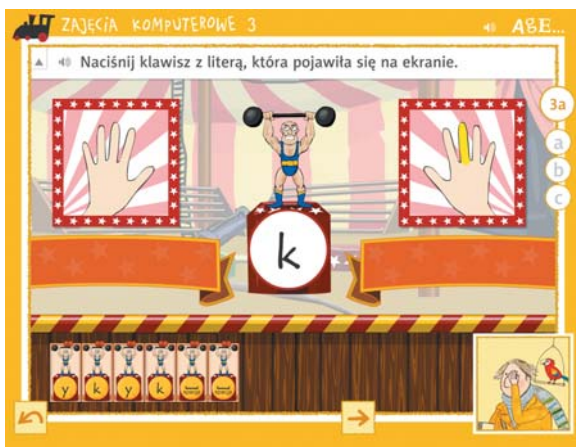 ZAJĘCIA KOMPUTEROWE 3
ABE...
Naciśnij klawisz z literą, która pojawiła się na ekranie.
3a
a
b
c
k
y k y k